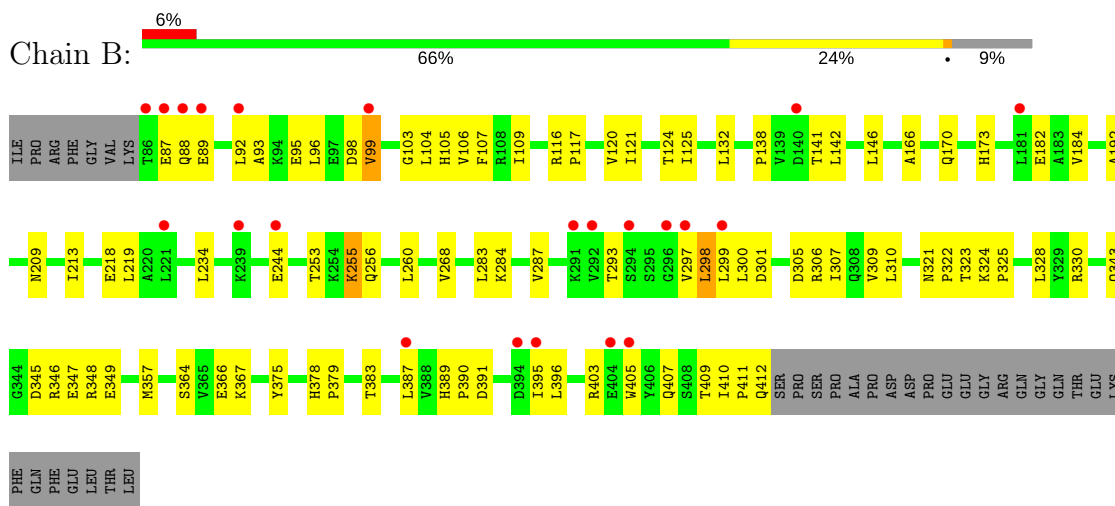 6%
Chain B:
66% 24% • 9%
ILE PRO ARG PHE GLY VAL LYS T86 E87 Q88 E89 L92 A93 K94 E95 L96 E97 D98 V99 G103 L104 H105 V106 F107 R108 I109 R116 P117 V120 I121 T124 I125 L132 P138 V139 D140 T141 L142 L146 A166 Q170 H173 L181 E182 A183 V184
N209 I213 E218 L219 A220 L221 L234 K239 E244 T253 K254 K255 Q256 L260 V268 L283 K284 V287 K291 V292 T293 S294 S295 G296 V297 L298 L299 L300 D301 D305 R306 I307 Q308 V309 L310 N321 P322 T323 K324 P325 L328 Y329 R330
G344 D345 R346 E347 R348 E349 M357 S364 V365 E366 K367 Y375 H378 P379 T383 L387 V388 H389 P390 D391 D394 I395 L396 R403 E404 W405 Y406 Q407 S408 T409 I410 P411 Q412 SER PRO SER SER PRO ALA PRO ASP ASP PRO GLU GLU GLY ARG GLN GLY GLN THR GLU LYS
PHE GLN PHE GLU LEU THR LEU